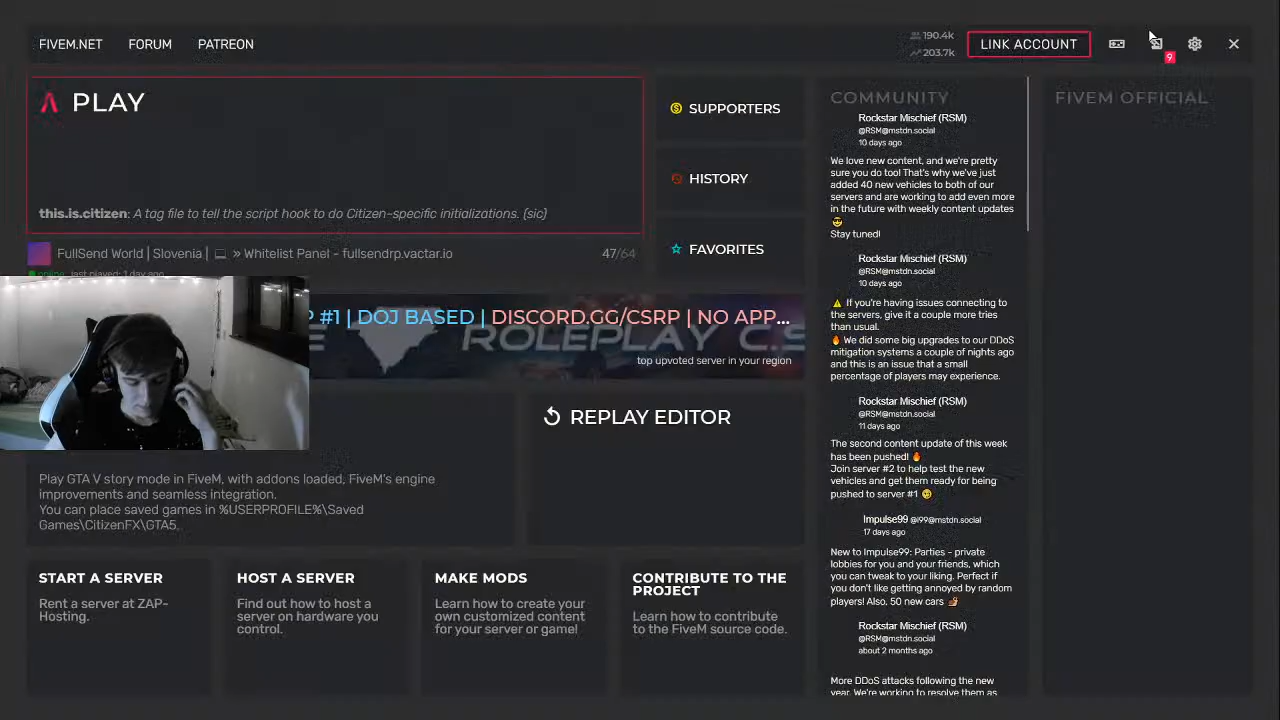 FIVEM.NET
FORUM
PATREON
190.4k
203.7k
LINK ACCOUNT
9
PLAY
this.is.citizen: A tag file to tell the script hook to do Citizen-specific initializations. (sic)
FullSend World | Slovenia | » Whitelist Panel - fullsendrp.vactar.io
47/64
online, last played: 1 day ago
#1 | DOJ BASED | DISCORD.GG/CSRP | NO APP...
ROLEPLAY C.S
top upvoted server in your region
SUPPORTERS
HISTORY
FAVORITES
REPLAY EDITOR
Play GTA V story mode in FiveM, with addons loaded, FiveM's engine
improvements and seamless integration.
You can place saved games in %USERPROFILE%\Saved
Games\CitizenFX\GTA5.
START A SERVER
Rent a server at ZAP-
Hosting.
HOST A SERVER
Find out how to host a
server on hardware you
control.
MAKE MODS
Learn how to create your
own customized content
for your server or game!
CONTRIBUTE TO THE
PROJECT
Learn how to contribute
to the FiveM source code.
COMMUNITY
Rockstar Mischief (RSM)
@RSM@mstdn.social
10 days ago
We love new content, and we're pretty
sure you do too! That's why we've just
added 40 new vehicles to both of our
servers and are working to add even more
in the future with weekly content updates
😎
Stay tuned!
Rockstar Mischief (RSM)
@RSM@mstdn.social
10 days ago
⚠️ If you're having issues connecting to
the servers, give it a couple more tries
than usual.
🔥 We did some big upgrades to our DDoS
mitigation systems a couple of nights ago
and this is an issue that a small
percentage of players may experience.
Rockstar Mischief (RSM)
@RSM@mstdn.social
11 days ago
The second content update of this week
has been pushed! 🔥
Join server #2 to help test the new
vehicles and get them ready for being
pushed to server #1
Impulse99 @i99@mstdn.social
17 days ago
New to Impulse99: Parties - private
lobbies for you and your friends, which
you can tweak to your liking. Perfect if
you don't like getting annoyed by random
players! Also, 50 new cars
Rockstar Mischief (RSM)
@RSM@mstdn.social
about 2 months ago
More DDoS attacks following the new
year. We're working to resolve them as
FIVEM OFFICIAL